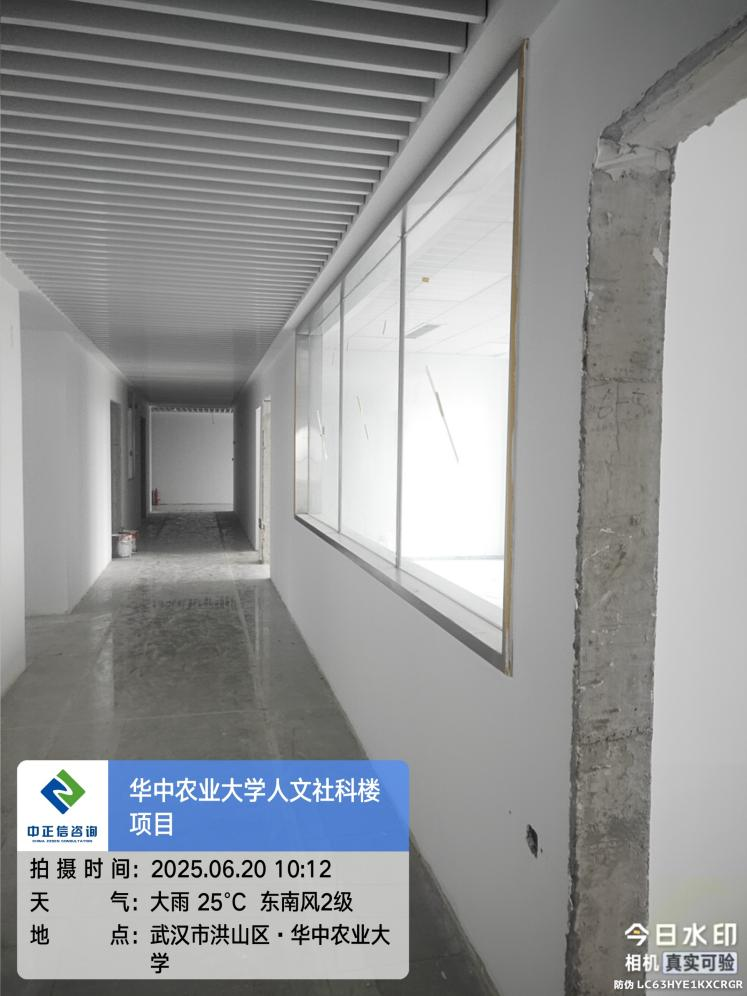 华中农业大学人文社科楼
项目
中正信咨询
CHINA ZENSN CONSULTATION
拍摄时间：2025.06.20 10:12
天气：大雨 25℃ 东南风2级
地点：武汉市洪山区·华中农业大
学
今日水印
相机 真实可验
防伪 LC63HYE1KXCRGR